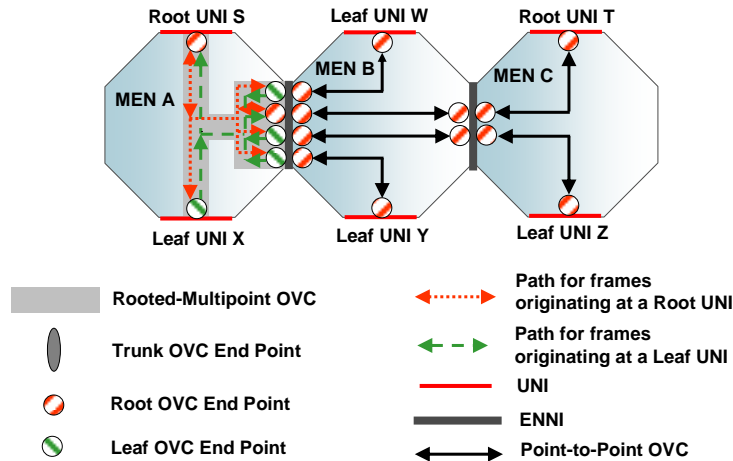 Root UNI S
Leaf UNI W
Root UNI T
MEN A
MEN B
MEN C
Leaf UNI X
Leaf UNI Y
Leaf UNI Z
Rooted-Multipoint OVC
Trunk OVC End Point
Root OVC End Point
Leaf OVC End Point
Path for frames
originating at a Root UNI
Path for frames
originating at a Leaf UNI
UNI
ENNI
Point-to-Point OVC